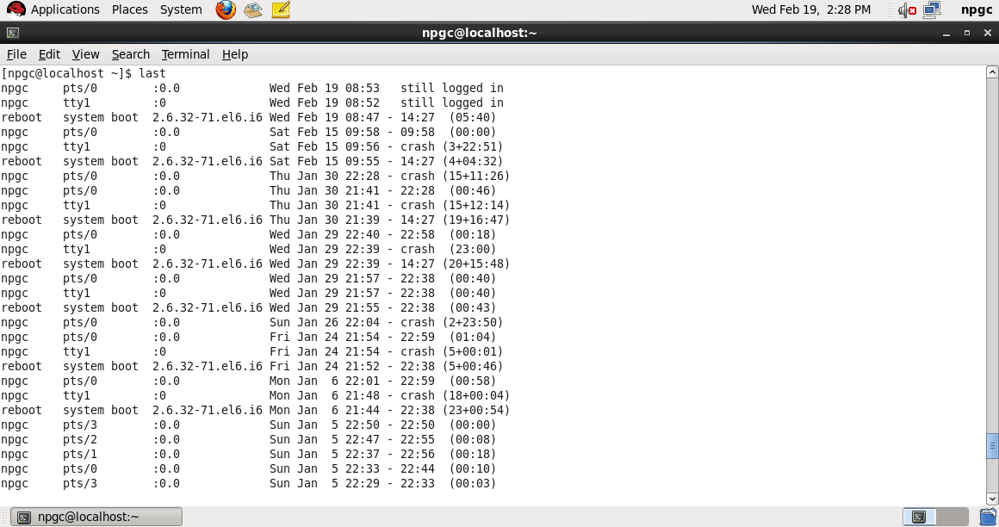 Applications Places System Wed Feb 19, 2:28 PM npgc
npgc@localhost:~
File Edit View Search Terminal Help
[npgc@localhost ~]$ last
npgc     pts/0        :0.0             Wed Feb 19 08:53   still logged in
npgc     tty1         :0               Wed Feb 19 08:52   still logged in
reboot   system boot  2.6.32-71.el6.i6 Wed Feb 19 08:47 - 14:27  (05:40)
npgc     pts/0        :0.0             Sat Feb 15 09:58 - 09:58  (00:00)
npgc     tty1         :0               Sat Feb 15 09:56 - crash (3+22:51)
reboot   system boot  2.6.32-71.el6.i6 Sat Feb 15 09:55 - 14:27 (4+04:32)
npgc     pts/0        :0.0             Thu Jan 30 22:28 - crash (15+11:26)
npgc     pts/0        :0.0             Thu Jan 30 21:41 - 22:28  (00:46)
npgc     tty1         :0               Thu Jan 30 21:41 - crash (15+12:14)
reboot   system boot  2.6.32-71.el6.i6 Thu Jan 30 21:39 - 14:27 (19+16:47)
npgc     pts/0        :0.0             Wed Jan 29 22:40 - 22:58  (00:18)
npgc     tty1         :0               Wed Jan 29 22:39 - crash  (23:00)
reboot   system boot  2.6.32-71.el6.i6 Wed Jan 29 22:39 - 14:27 (20+15:48)
npgc     pts/0        :0.0             Wed Jan 29 21:57 - 22:38  (00:40)
npgc     tty1         :0               Wed Jan 29 21:57 - 22:38  (00:40)
reboot   system boot  2.6.32-71.el6.i6 Wed Jan 29 21:55 - 22:38  (00:43)
npgc     pts/0        :0.0             Sun Jan 26 22:04 - crash (2+23:50)
npgc     pts/0        :0.0             Fri Jan 24 21:54 - 22:59  (01:04)
npgc     tty1         :0               Fri Jan 24 21:54 - crash (5+00:01)
reboot   system boot  2.6.32-71.el6.i6 Fri Jan 24 21:52 - 22:38 (5+00:46)
npgc     pts/0        :0.0             Mon Jan  6 22:01 - 22:59  (00:58)
npgc     tty1         :0               Mon Jan  6 21:48 - crash (18+00:04)
reboot   system boot  2.6.32-71.el6.i6 Mon Jan  6 21:44 - 22:38 (23+00:54)
npgc     pts/3        :0.0             Sun Jan  5 22:50 - 22:50  (00:00)
npgc     pts/2        :0.0             Sun Jan  5 22:47 - 22:55  (00:08)
npgc     pts/1        :0.0             Sun Jan  5 22:37 - 22:56  (00:18)
npgc     pts/0        :0.0             Sun Jan  5 22:33 - 22:44  (00:10)
npgc     pts/3        :0.0             Sun Jan  5 22:29 - 22:33  (00:03)
npgc@localhost:~